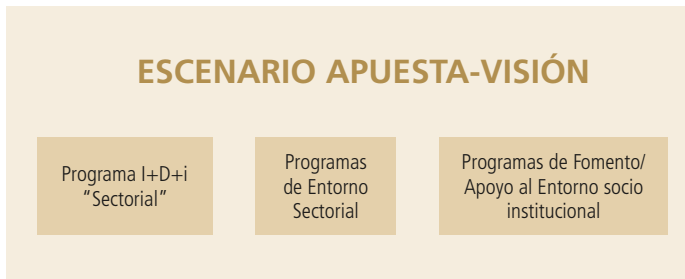 ESCENARIO APUESTA-VISIÓN
Programa I+D+i
"Sectorial"
Programas
de Entorno
Sectorial
Programas de Fomento/
Apoyo al Entorno socio
institucional